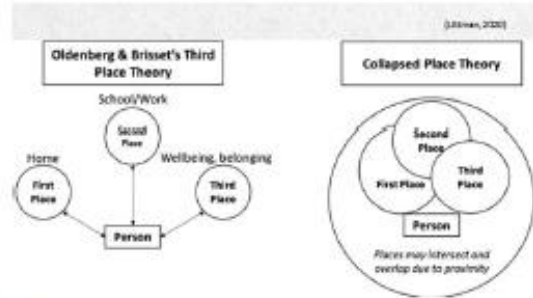 (Littman, 2020)
Oldenberg & Brisset's Third
Place Theory
School/Work
Second
Place
Home
First
Place
Wellbeing, belonging
Third
Place
Person
Collapsed Place Theory
Second
Place
First Place
Third
Place
Person
Places may intersect and
overlap due to proximity